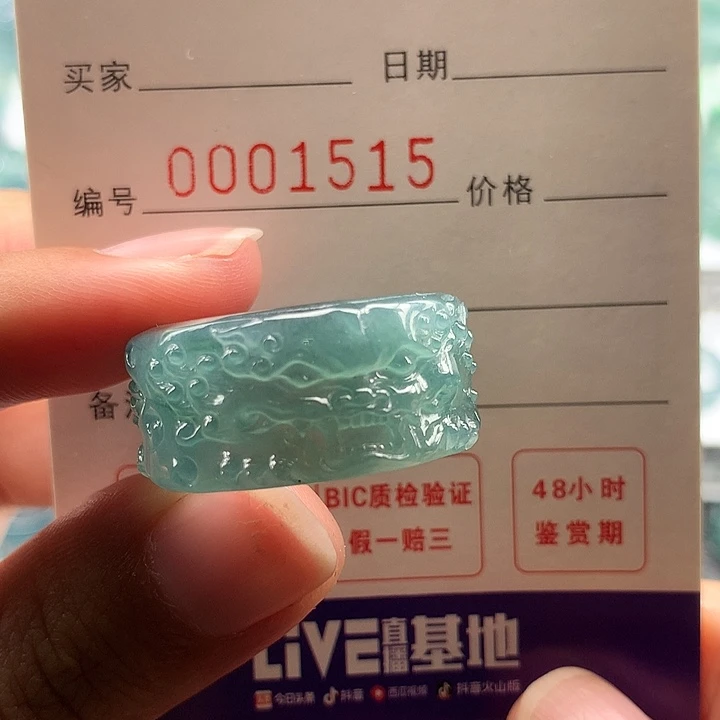 买家 日期
编号 0001515 价格
备
BIC质检验证 48小时
假一赔三 鉴赏期
LIVE直播基地
今日头条 抖音 西瓜视频 抖音火山版